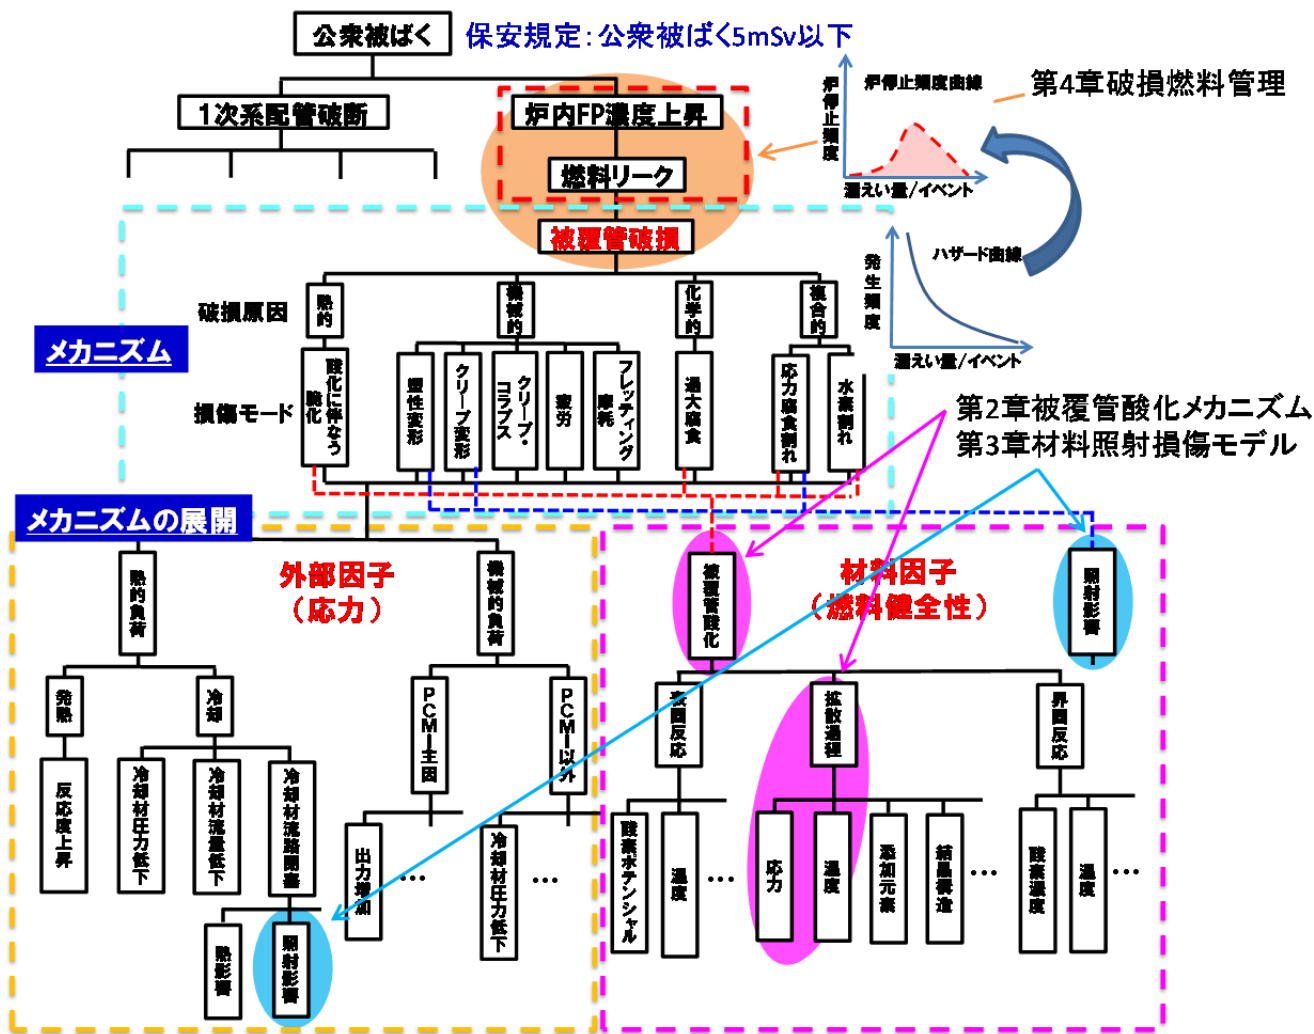 公衆被ばく
保安規定：公衆被ばく5mSv以下
1次系配管破断
炉内FP濃度上昇
燃料リーク
被覆管破損
炉停止頻度
炉停止頻度曲線
漏えい量/イベント
第4章破損燃料管理
発生頻度
ハザード曲線
漏えい量/イベント
メカニズム
破損原因
熱的
機械的
化学的
複合的
損傷モード
酸化に伴なう
脆化
塑性変形
クリープ変形
クリープ・
コラプス
疲労
フレッティング
摩耗
過大腐食
応力腐食割れ
水素割れ
第2章被覆管酸化メカニズム
第3章材料照射損傷モデル
メカニズムの展開
外部因子
（応力）
熱的負荷
機械的負荷
発熱
冷却
PCMI主因
PCMI以外
反応度上昇
冷却材圧力低下
冷却材流量低下
冷却材流路閉塞
出力増加
…
冷却材圧力低下
…
熱影響
照射影響
材料因子
（燃料健全性）
被覆管酸化
照射影響
表面反応
拡散過程
界面反応
酸素ポテンシャル
温度
…
応力
温度
添加元素
結晶構造
…
酸素濃度
温度
…